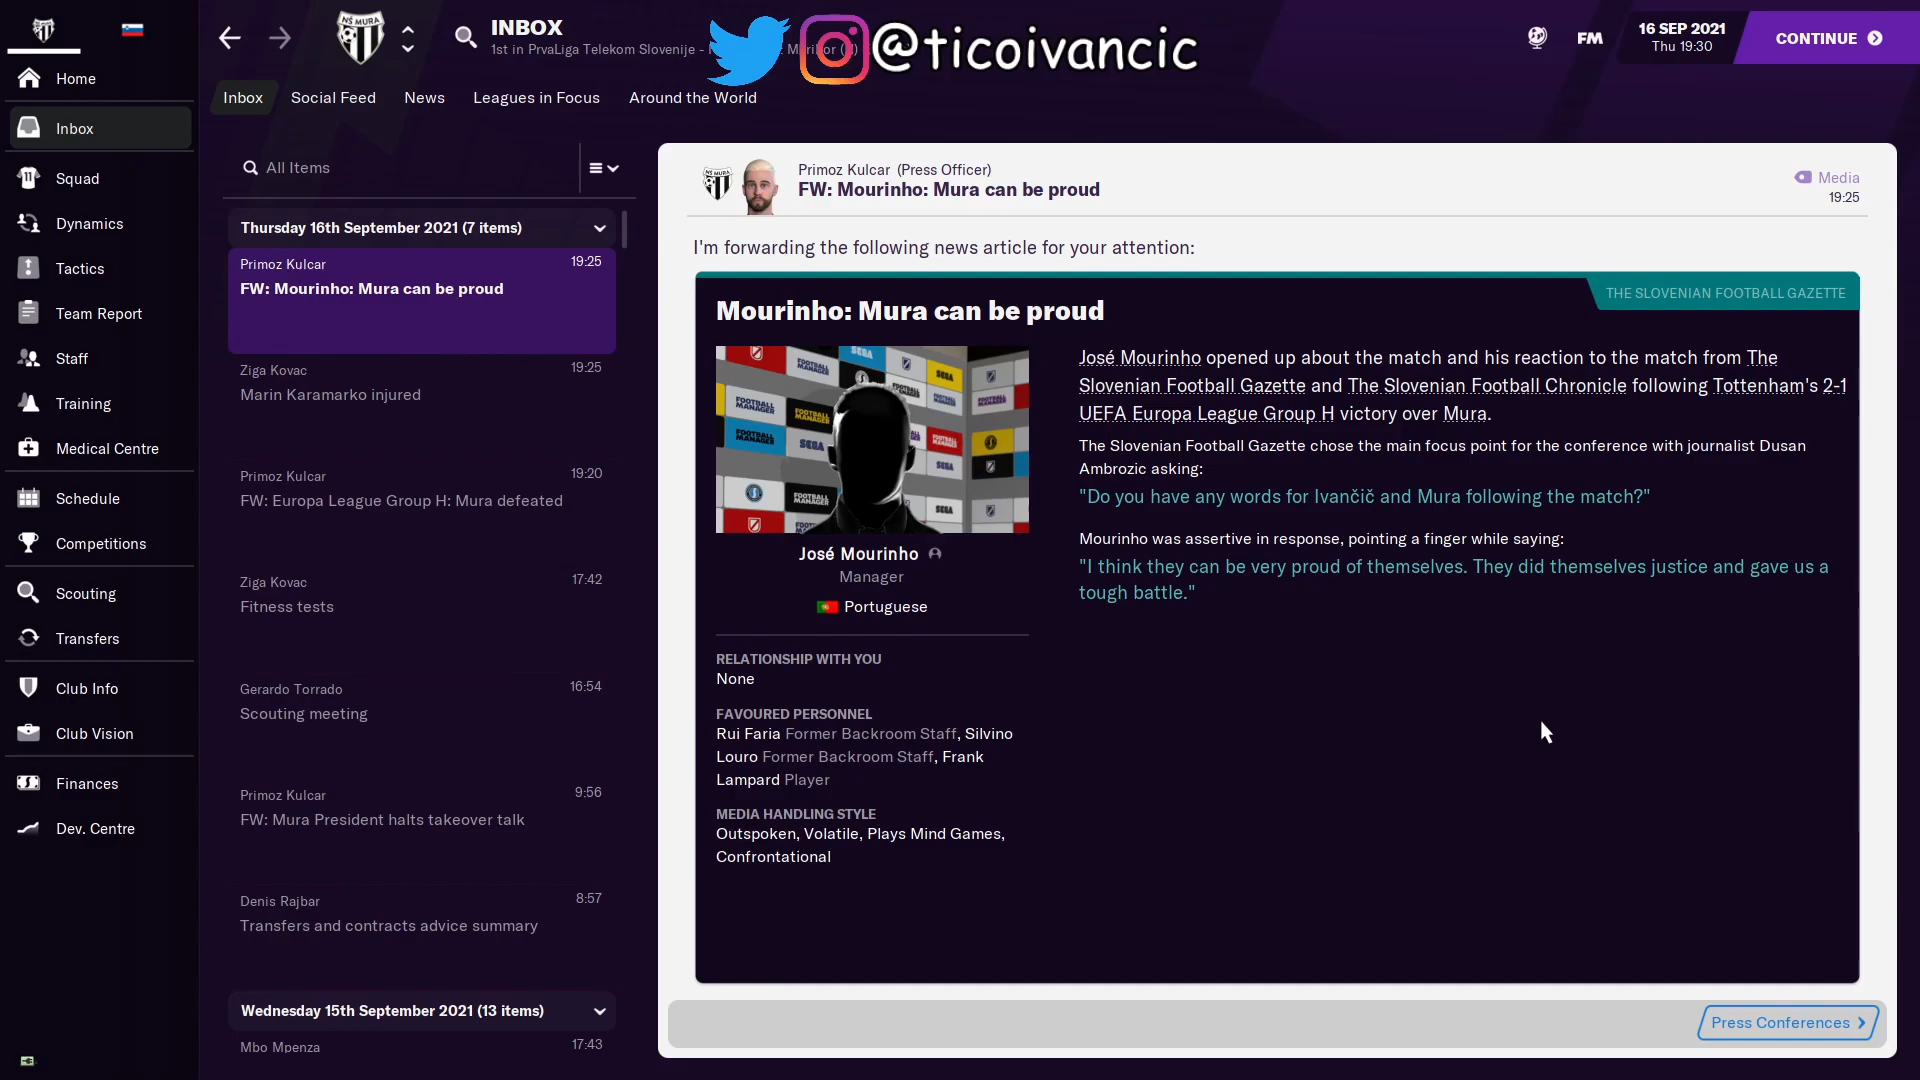 NŠ MURA
INBOX
1st in PrvaLiga Telekom Slovenije -
@ticoivancic
FM
16 SEP 2021
Thu 19:30
CONTINUE
Inbox
Social Feed
News
Leagues in Focus
Around the World
Home
Inbox
Squad
Dynamics
Tactics
Team Report
Staff
Training
Medical Centre
Schedule
Competitions
Scouting
Transfers
Club Info
Club Vision
Finances
Dev. Centre
All Items
Thursday 16th September 2021 (7 items)
Primoz Kulcar 19:25
FW: Mourinho: Mura can be proud
Ziga Kovac 19:25
Marin Karamarko injured
Primoz Kulcar 19:20
FW: Europa League Group H: Mura defeated
Ziga Kovac 17:42
Fitness tests
Gerardo Torrado 16:54
Scouting meeting
Primoz Kulcar 9:56
FW: Mura President halts takeover talk
Denis Rajbar 8:57
Transfers and contracts advice summary
Wednesday 15th September 2021 (13 items)
Mbo Mpenza 17:43
NŠ MURA
Primoz Kulcar (Press Officer)
FW: Mourinho: Mura can be proud
Media
19:25
I'm forwarding the following news article for your attention:
THE SLOVENIAN FOOTBALL GAZETTE
Mourinho: Mura can be proud
FOOTBALL MANAGER
SEGA
José Mourinho
Manager
Portuguese
RELATIONSHIP WITH YOU
None
FAVOURED PERSONNEL
Rui Faria Former Backroom Staff, Silvino
Louro Former Backroom Staff, Frank
Lampard Player
MEDIA HANDLING STYLE
Outspoken, Volatile, Plays Mind Games,
Confrontational
José Mourinho opened up about the match and his reaction to the match from The
Slovenian Football Gazette and The Slovenian Football Chronicle following Tottenham's 2-1
UEFA Europa League Group H victory over Mura.
The Slovenian Football Gazette chose the main focus point for the conference with journalist Dusan
Ambrozic asking:
"Do you have any words for Ivančič and Mura following the match?"
Mourinho was assertive in response, pointing a finger while saying:
"I think they can be very proud of themselves. They did themselves justice and gave us a
tough battle."
Press Conferences